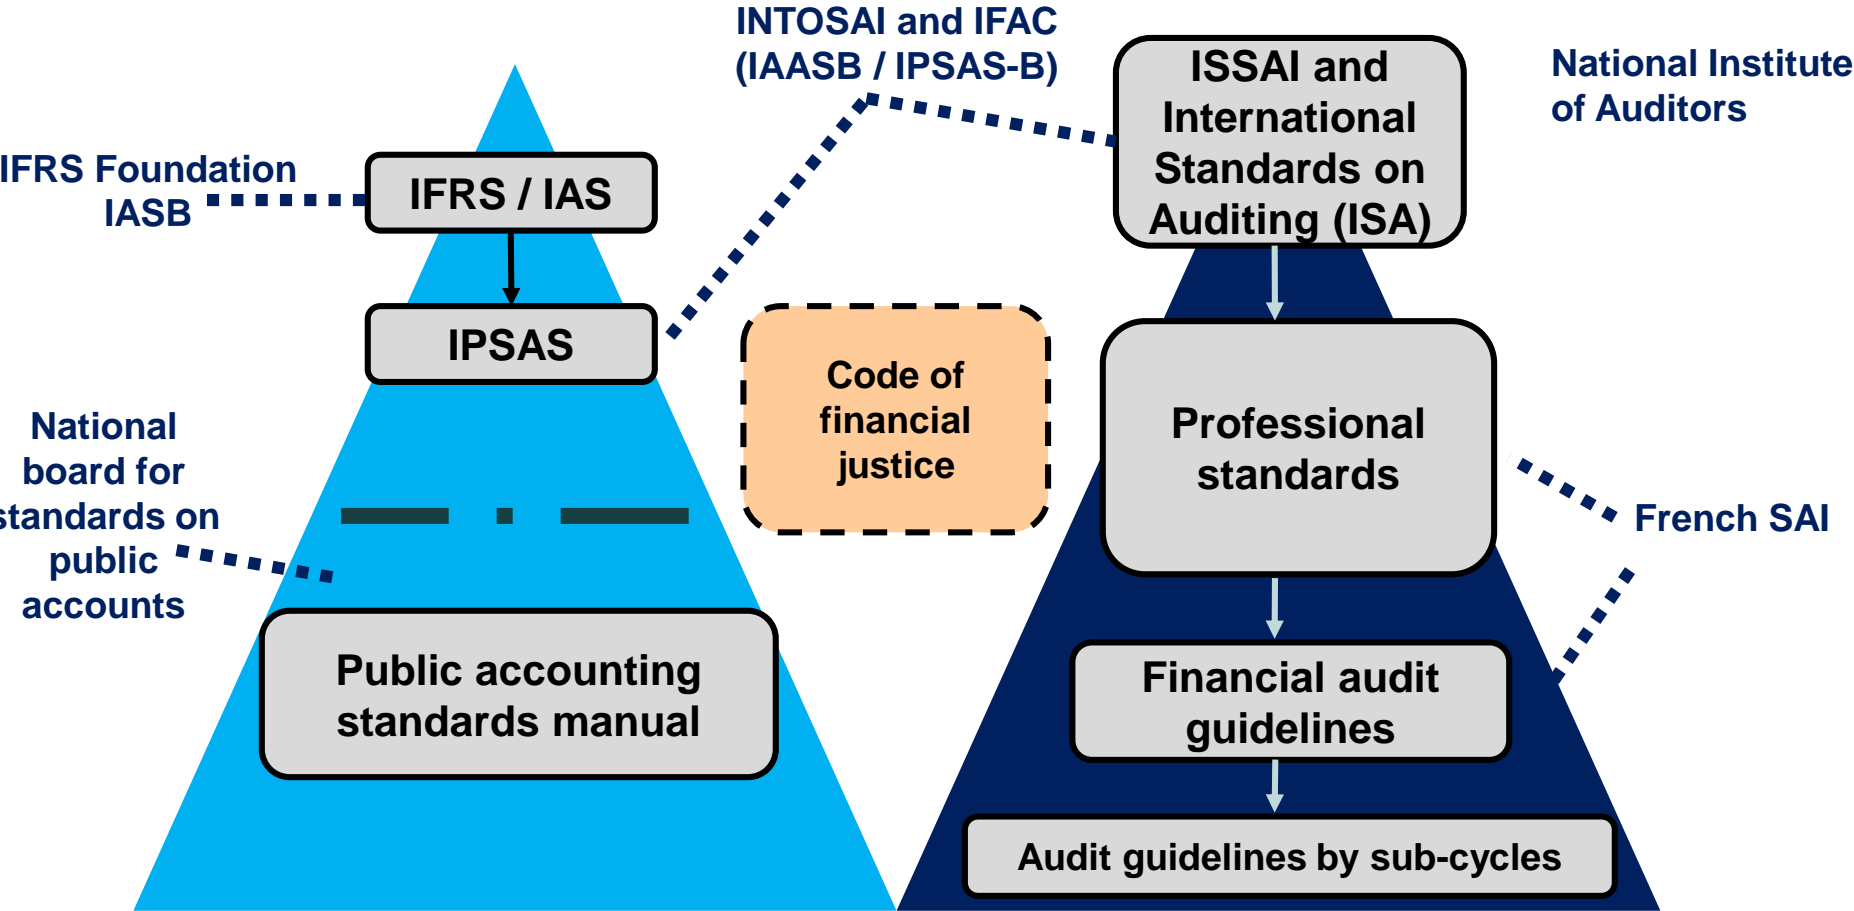 INTOSAI and IFAC
(IAASB / IPSAS-B)
ISSAI and
International
Standards on
Auditing (ISA)
National Institute
of Auditors
IFRS Foundation
IASB
IFRS / IAS
IPSAS
Code of
financial
justice
Professional
standards
National
board for
standards on
public
accounts
French SAI
Public accounting
standards manual
Financial audit
guidelines
Audit guidelines by sub-cycles